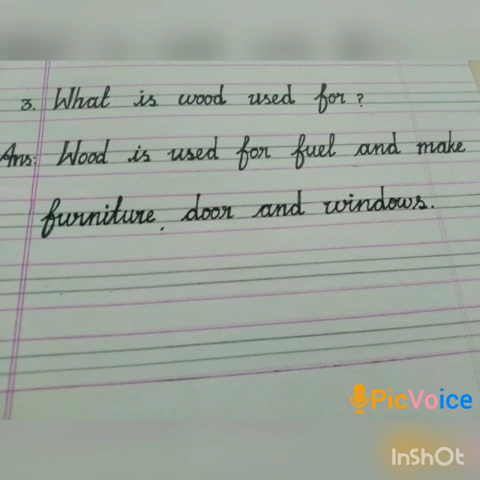 3. What is wood used for?
Ans: Wood is used for fuel and make
furniture, door and windows.
PicVoice
InShOt